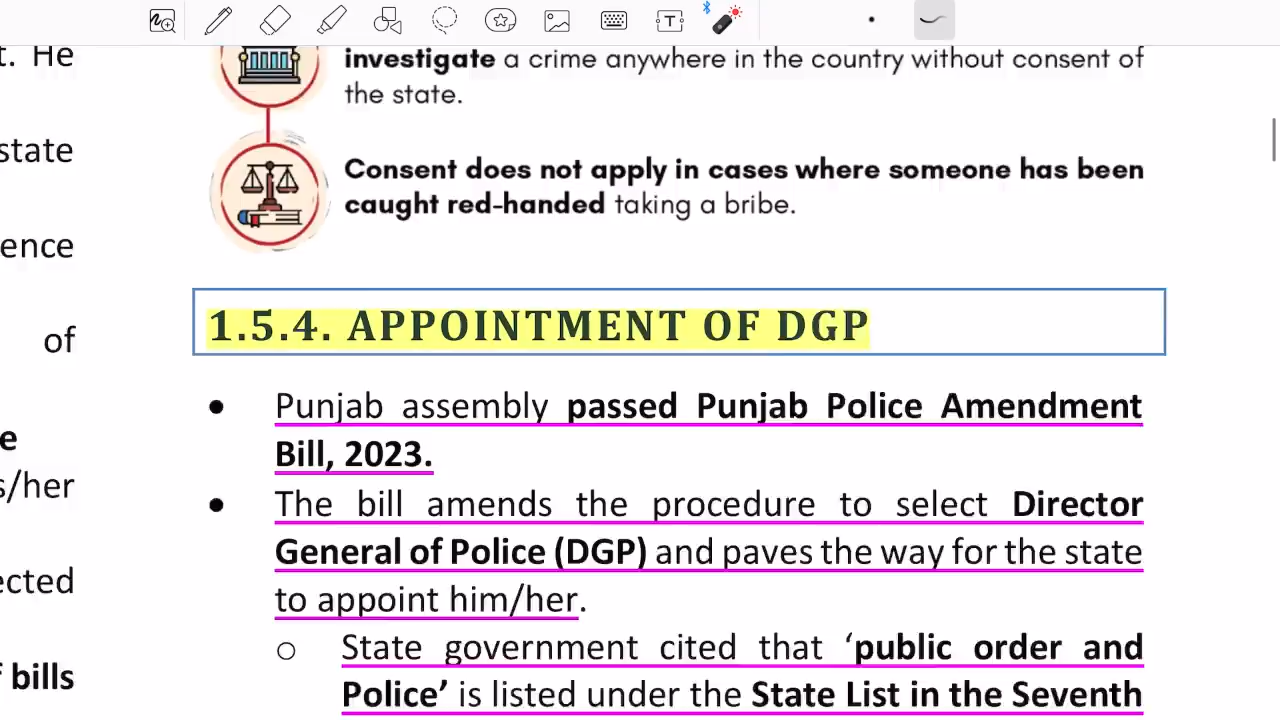 t. He
state
ence
of
e
s/her
ected
f bills
investigate a crime anywhere in the country without consent of
the state.
Consent does not apply in cases where someone has been
caught red-handed taking a bribe.
1.5.4. APPOINTMENT OF DGP
• Punjab assembly passed Punjab Police Amendment
Bill, 2023.
• The bill amends the procedure to select Director
General of Police (DGP) and paves the way for the state
to appoint him/her.
o State government cited that ‘public order and
Police’ is listed under the State List in the Seventh